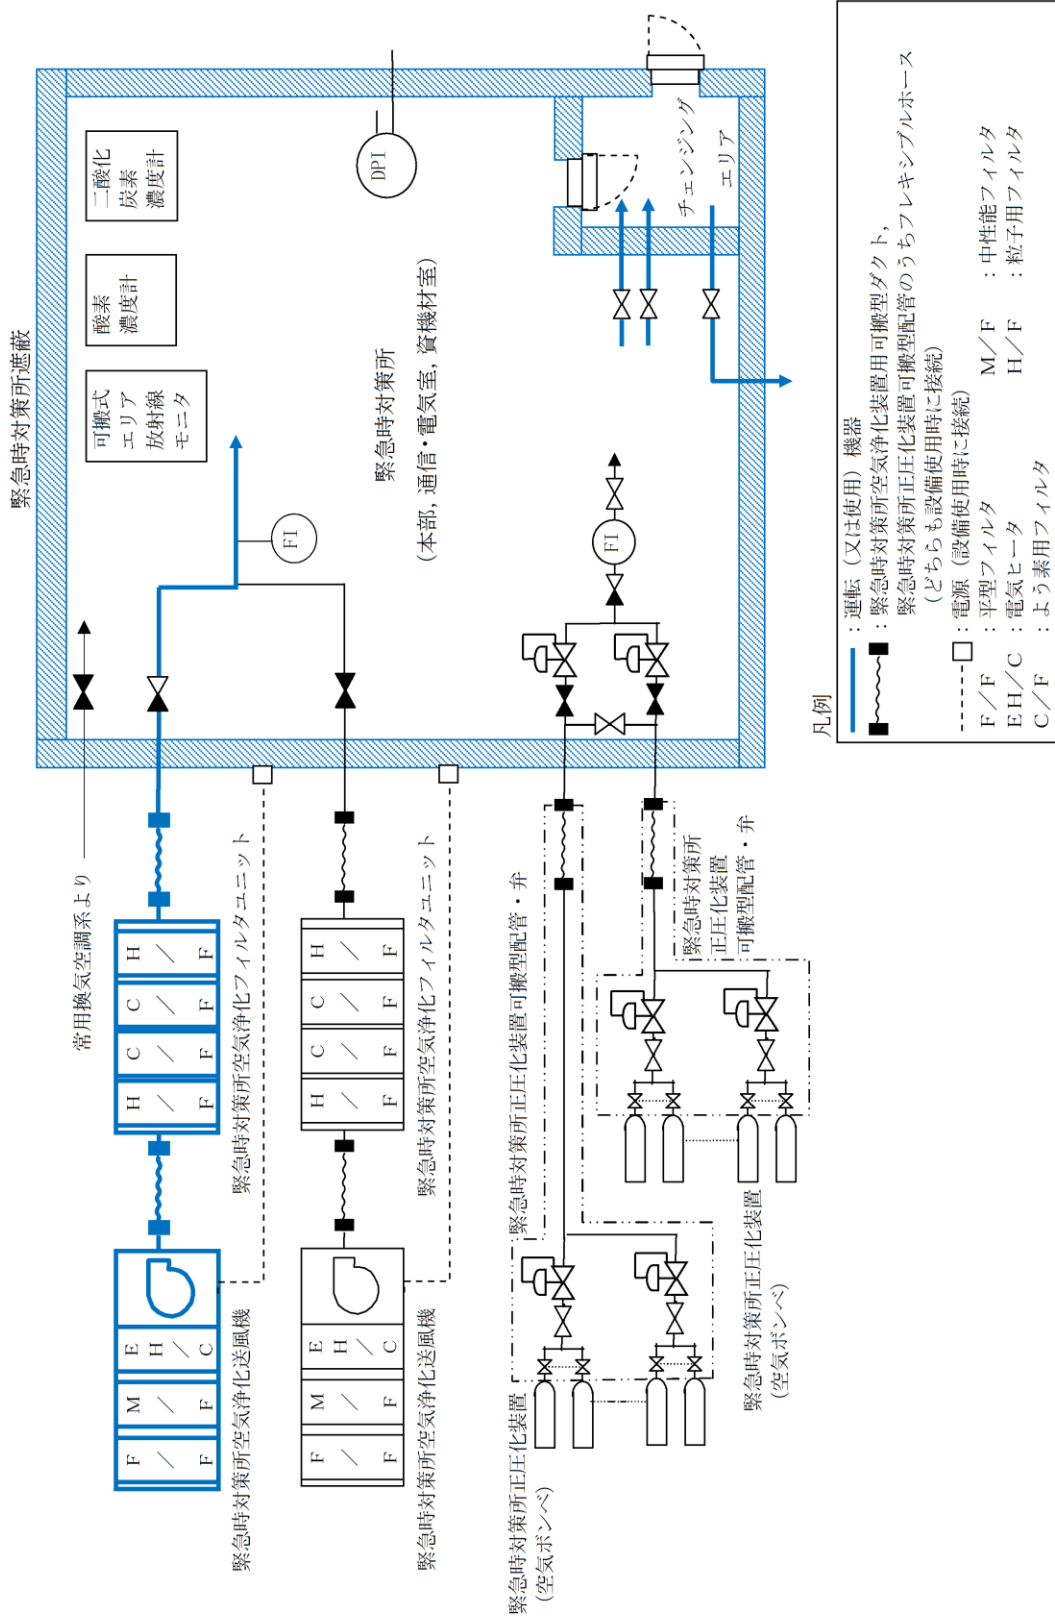 緊急時対策所遮蔽
可搬式
エリア
放射線
モニタ
酸素
濃度計
二酸化
炭素
濃度計
常用換気空調系より
FI
DPI
緊急時対策所
(本部, 通信・電気室, 資機材室)
FI
チェンジング
エリア
F/F
M/F
EH/C
H/F
C/F
C/F
H/F
緊急時対策所空気浄化送風機
緊急時対策所空気浄化フィルタユニット
F/F
M/F
EH/C
H/F
C/F
C/F
H/F
緊急時対策所空気浄化送風機
緊急時対策所空気浄化フィルタユニット
緊急時対策所正圧化装置
(空気ボンベ)
緊急時対策所正圧化装置可搬型配管・弁
緊急時対策所
正圧化装置
可搬型配管・弁
緊急時対策所正圧化装置
(空気ボンベ)
凡例
：運転（又は使用）機器
：緊急時対策所空気浄化装置用可搬型ダクト,
緊急時対策所正圧化装置可搬型配管のうちフレキシブルホース
(どちらも設備使用時に接続)
：電源（設備使用時に接続）
F/F ：平型フィルタ M/F ：中性能フィルタ
EH/C ：電気ヒータ H/F ：粒子用フィルタ
C/F ：よう素用フィルタ